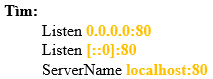 Tìm:
Listen 0.0.0.0:80
Listen [::0]:80
ServerName localhost:80